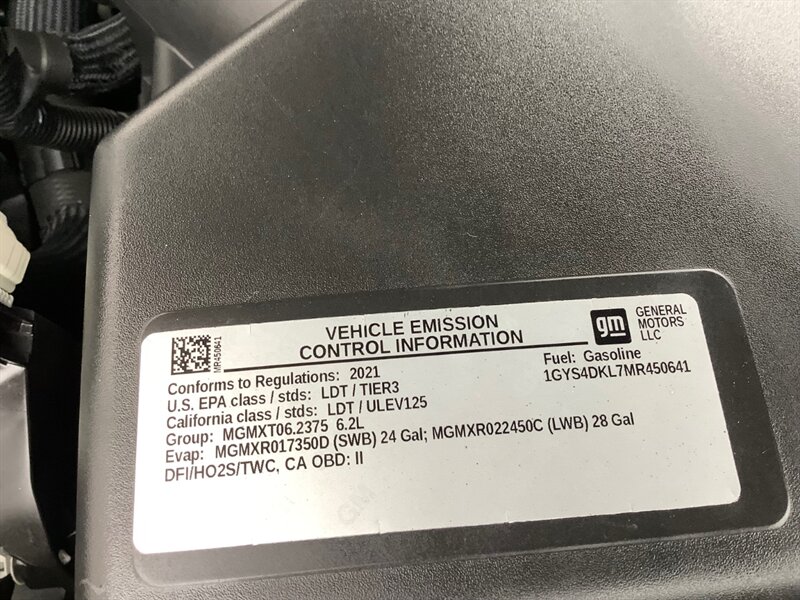 MR450641
VEHICLE EMISSION
CONTROL INFORMATION
gm
GENERAL
MOTORS
LLC
Conforms to Regulations: 2021
Fuel: Gasoline
U.S. EPA class / stds: LDT / TIER3
1GYS4DKL7MR450641
California class / stds: LDT / ULEV125
Group: MGMXT06.2375 6.2L
Evap: MGMXR017350D (SWB) 24 Gal; MGMXR022450C (LWB) 28 Gal
DFI/HO2S/TWC, CA OBD: II